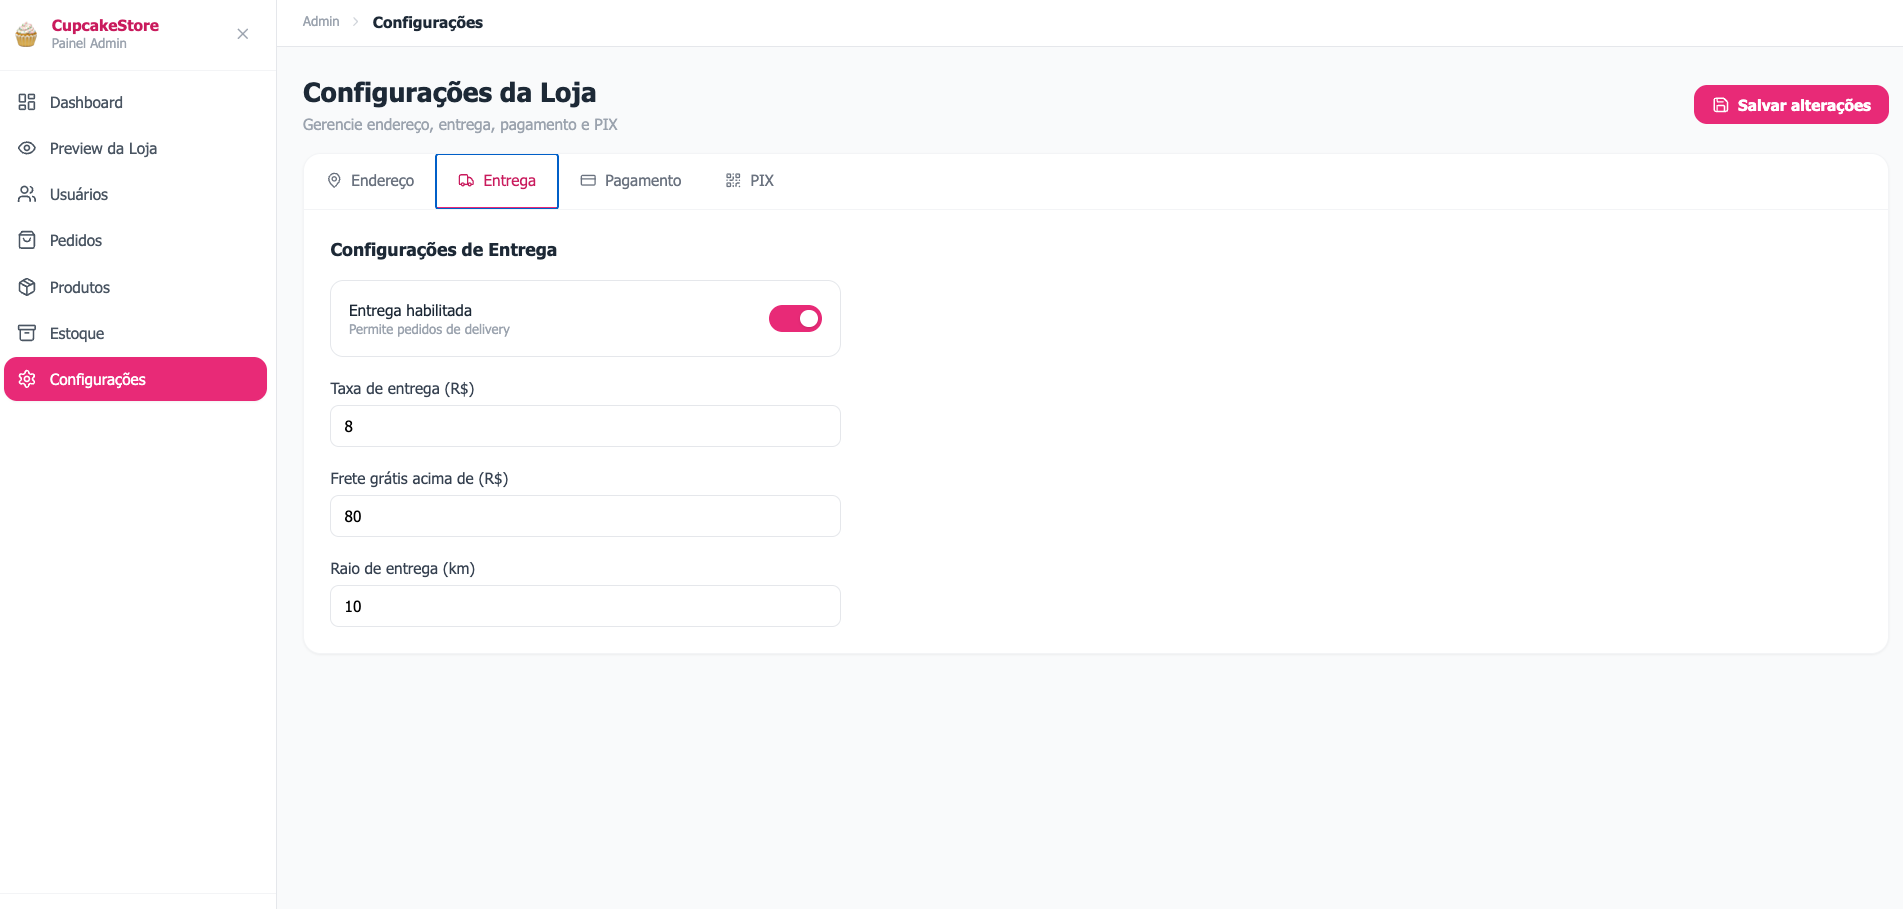 CupcakeStore
Painel Admin
Dashboard
Preview da Loja
Usuários
Pedidos
Produtos
Estoque
Configurações
Admin > Configurações
Configurações da Loja
Gerencie endereço, entrega, pagamento e PIX
Salvar alterações
Endereço Entrega Pagamento PIX
Configurações de Entrega
Entrega habilitada
Permite pedidos de delivery
Taxa de entrega (R$)
8
Frete grátis acima de (R$)
80
Raio de entrega (km)
10